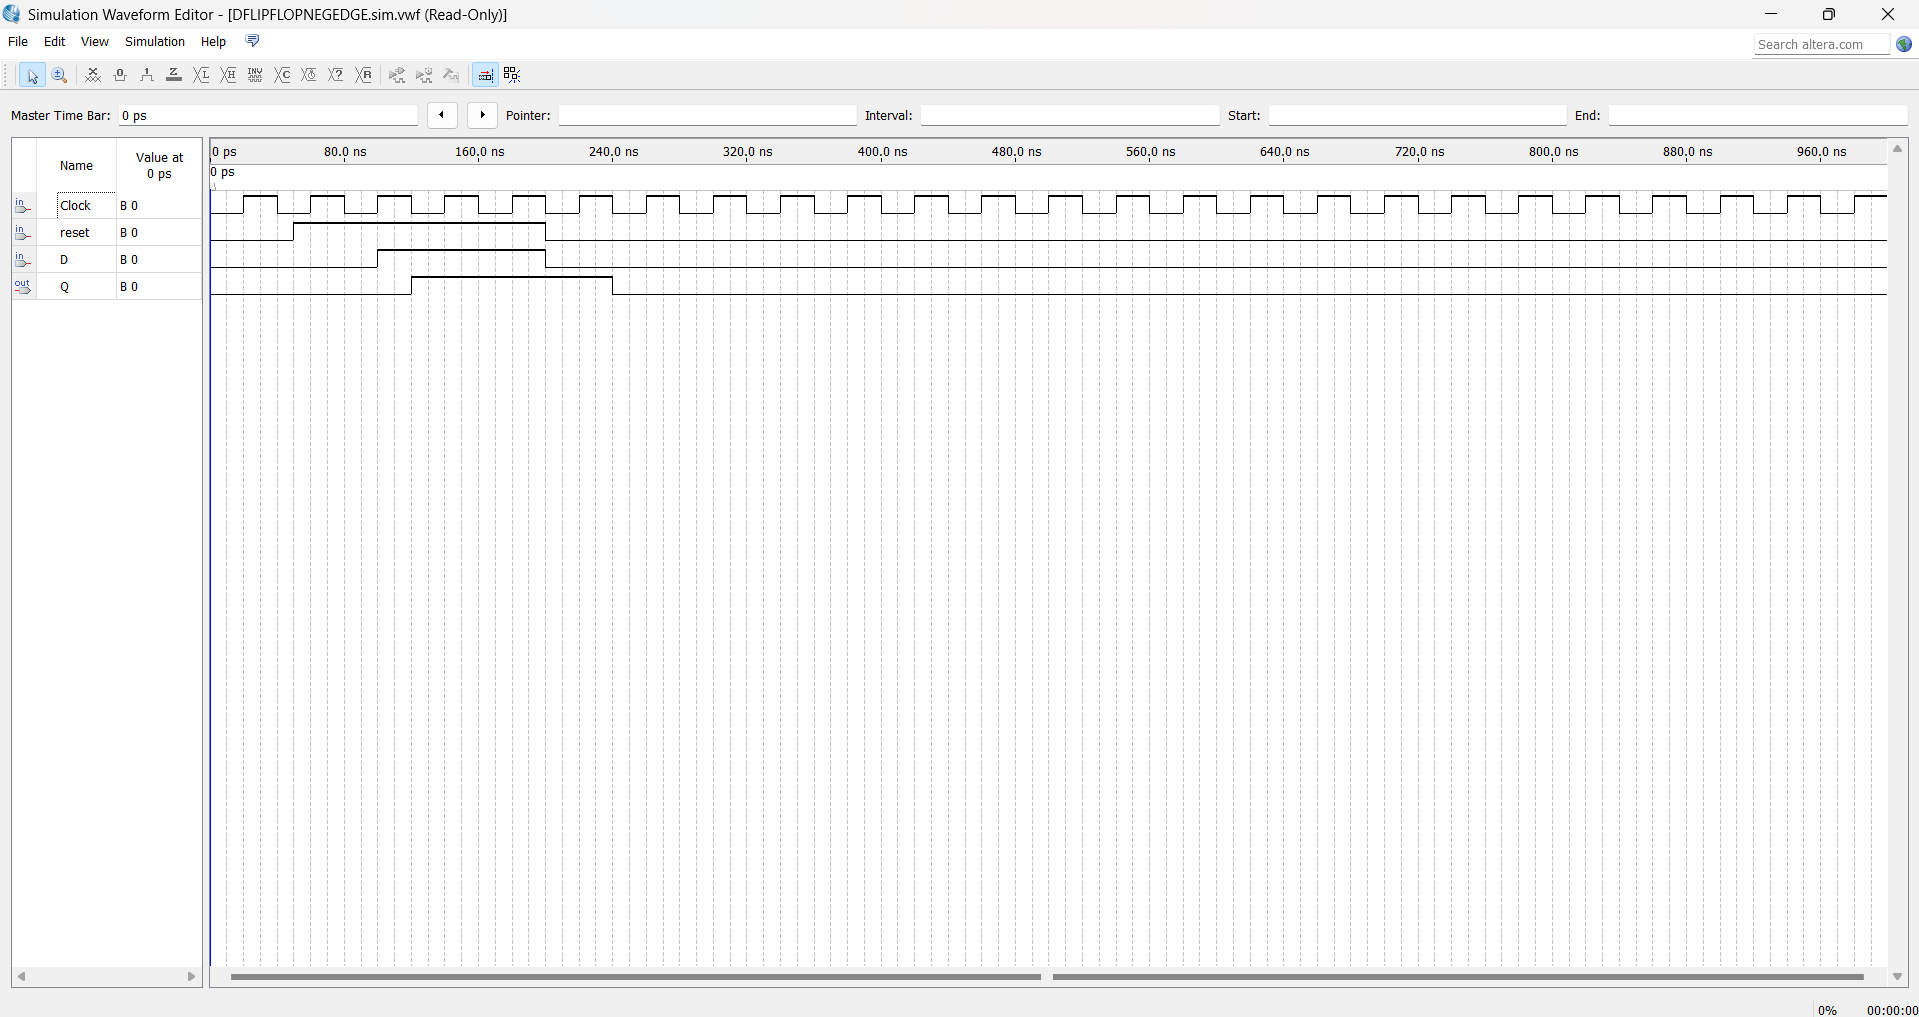 Simulation Waveform Editor - [DFLIPFLOPNEGEDGE.sim.vwf (Read-Only)]
File Edit View Simulation Help
Search altera.com
Master Time Bar: 0 ps Pointer: Interval: Start: End:
Name Value at 0 ps
0 ps 80.0 ns 160.0 ns 240.0 ns 320.0 ns 400.0 ns 480.0 ns 560.0 ns 640.0 ns 720.0 ns 800.0 ns 880.0 ns 960.0 ns
0 ps
in Clock B 0
in reset B 0
in D B 0
out Q B 0
0% 00:00:00